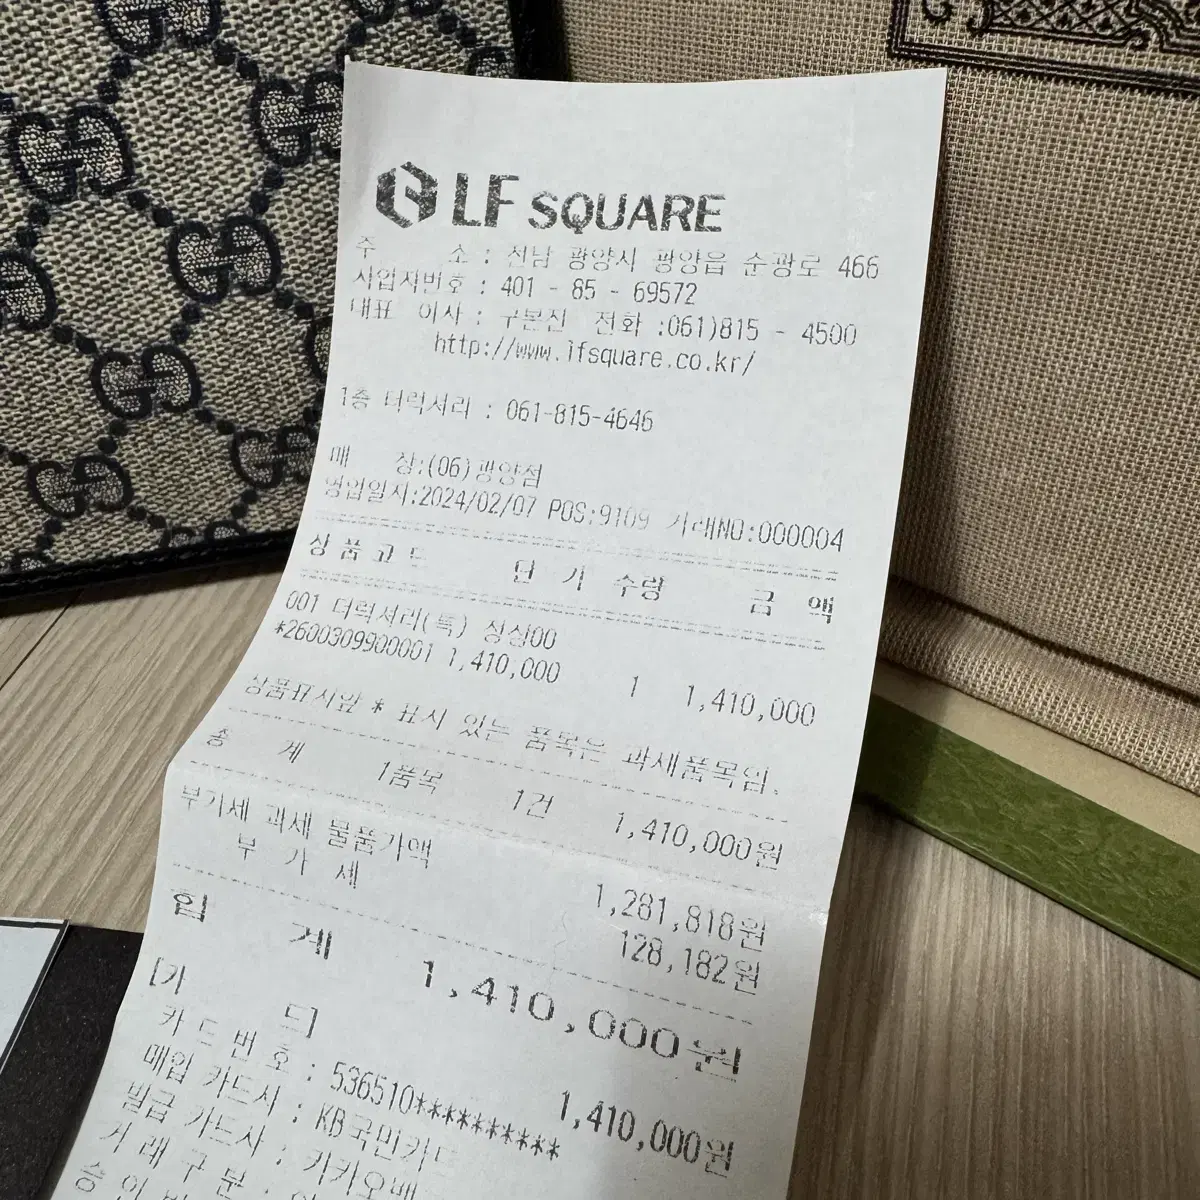 LF SQUARE
주 소 : 전남 광양시 광양읍 순광로 466
사업자번호 : 401 - 85 - 69572
대표 이사 : 구본진 전화 :061)815 - 4500
http://www.lfsquare.co.kr/
1층 더럭셔리 : 061-815-4646
매 장:(06)광양점
영업일자:2024/02/07 POS:9109 거래NO:000004
상품코드 단 가 수량 금 액
001 더럭셔리(특) 상설00
*2600309900001 1,410,000 1 1,410,000
상품표시앞 * 표시 있는 품목은 과세품목임.
총 계 1품목 1건 1,410,000원
부가세 과세 물품가액 1,281,818원
부 가 세 128,182원
합 계 1,410,000원
[카 드] 1,410,000원
카 드 번 호 : 536510**********
매입 카드사 : KB국민카드
발급 카드사 : 카카오뱅
거 래 구 분 :